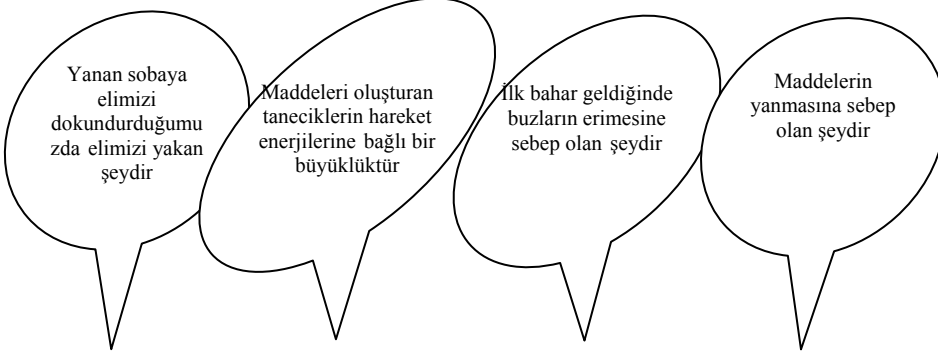 Yanan sobaya
elimizi
dokundurduğumu
zda elimizi yakan
şeydir
Maddeleri oluşturan
taneciklerin hareket
enerjilerine bağlı bir
büyüklüktür
İlk bahar geldiğinde
buzların erimesine
sebep olan şeydir
Maddelerin
yanmasına sebep
olan şeydir